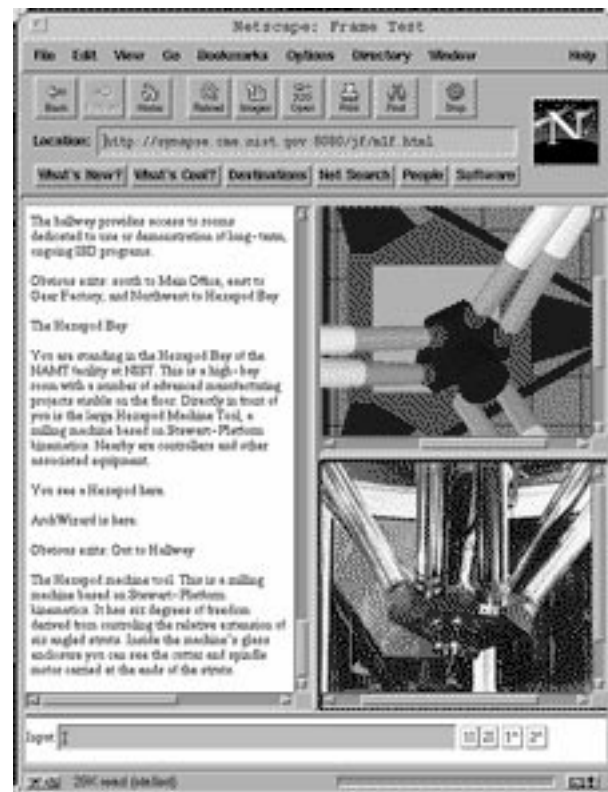 Netscape: Frame Test
File Edit View Go Bookmarks Options Directory Window Help
Back Home Reload Images Open Print Find Stop
Location: http://synapse.cme.nist.gov:8080/jf/mlf.html
N
What's New? What's Cool? Destinations Net Search People Software
The hallway provides access to rooms
dedicated to use or demonstration of long-term,
ongoing ISD programs.
Obvious exits: south to Main Office, east to
Gear Factory, and Northwest to Hexapod Bay
The Hexapod Bay
You are standing in the Hexapod Bay of the
NAMT facility at NIST. This is a high-bay
room with a number of advanced manufacturing
projects visible on the floor. Directly in front of
you is the large Hexapod Machine Tool, a
milling machine based on Stewart-Platform
kinematics. Nearby are controllers and other
associated equipment.
You see a Hexapod here.
ArchWizard is here.
Obvious exits: Out to Hallway
The Hexapod machine tool. This is a milling
machine based on Stewart-Platform
kinematics. It has six degrees of freedom
derived from controling the relative extension of
six angled struts. Inside the machine's glass
enclosure you can see the cutter and spindle
motor carried at the ends of the struts.
Input
29K read (stalled)